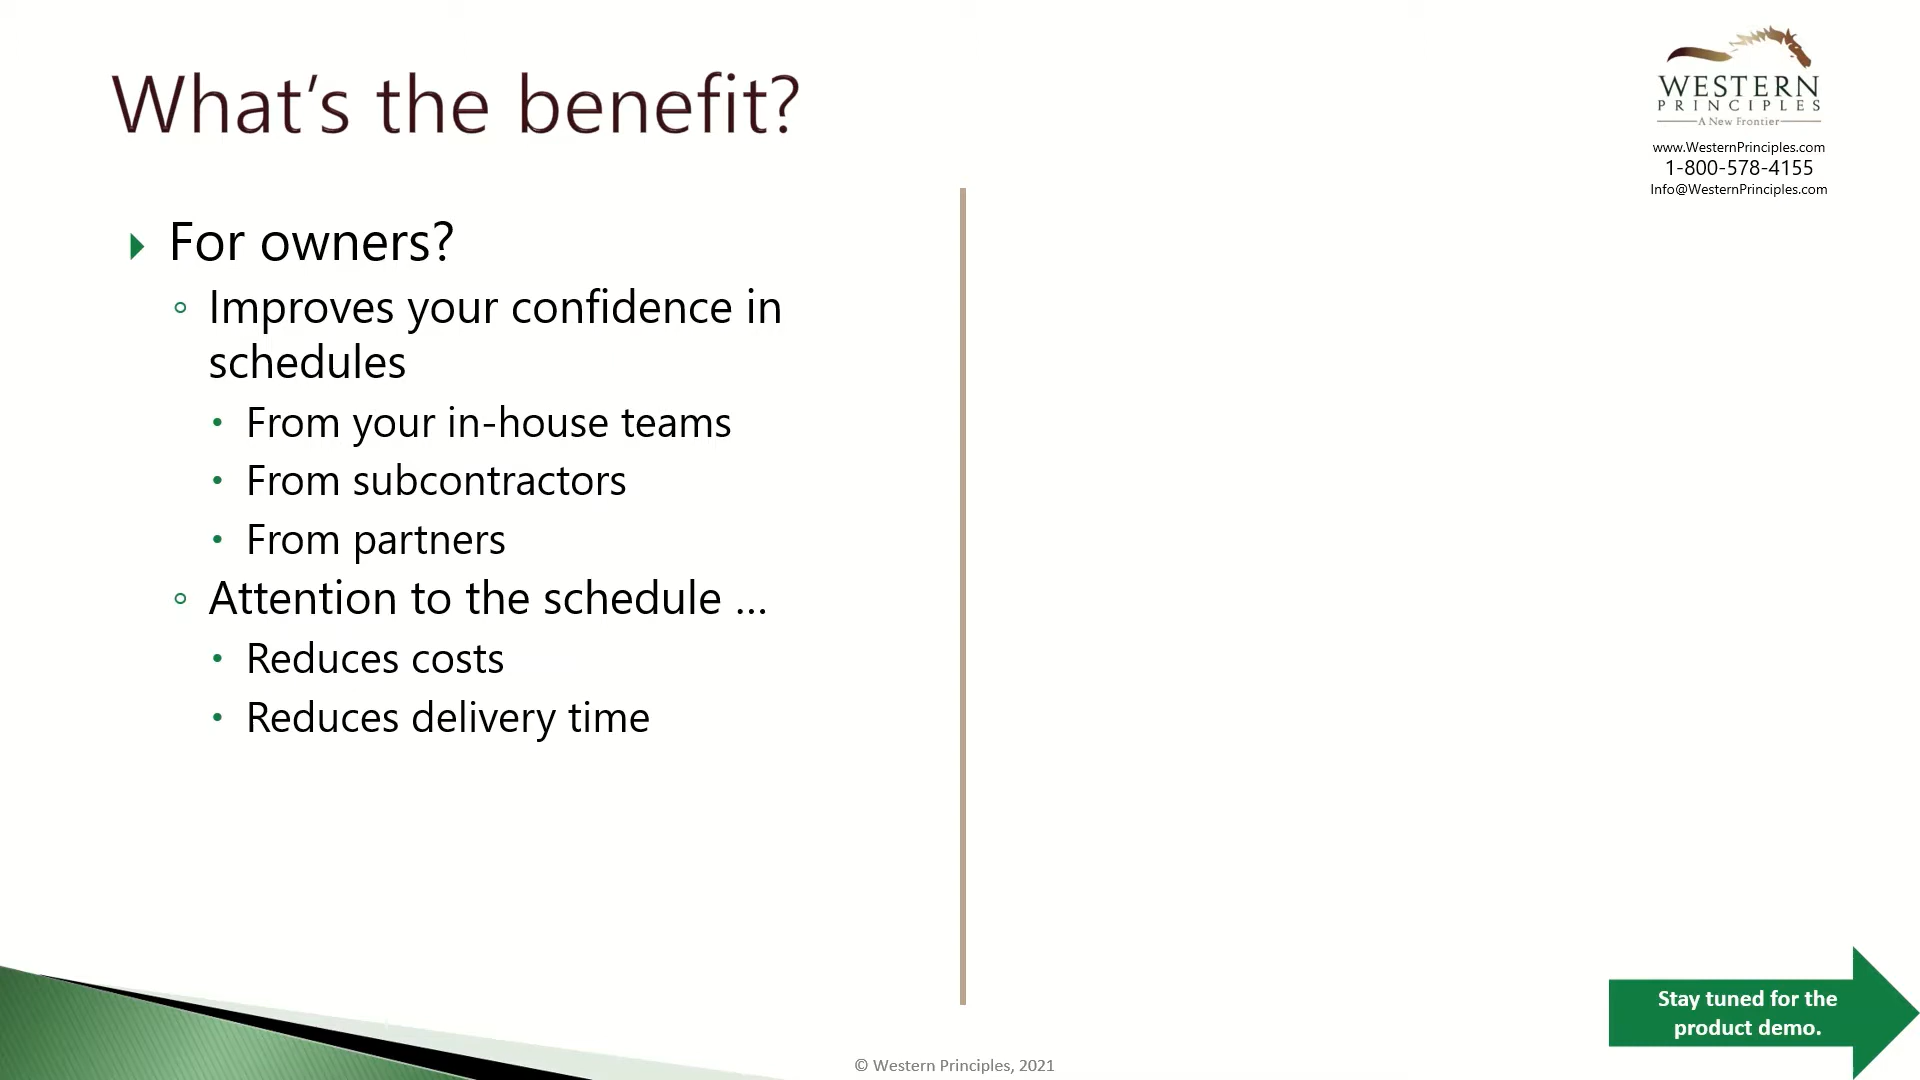 What's the benefit?
WESTERN
PRINCIPLES
A New Frontier
www.WesternPrinciples.com
1-800-578-4155
Info@WesternPrinciples.com
For owners?
Improves your confidence in
schedules
From your in-house teams
From subcontractors
From partners
Attention to the schedule ...
Reduces costs
Reduces delivery time
Stay tuned for the
product demo.
© Western Principles, 2021